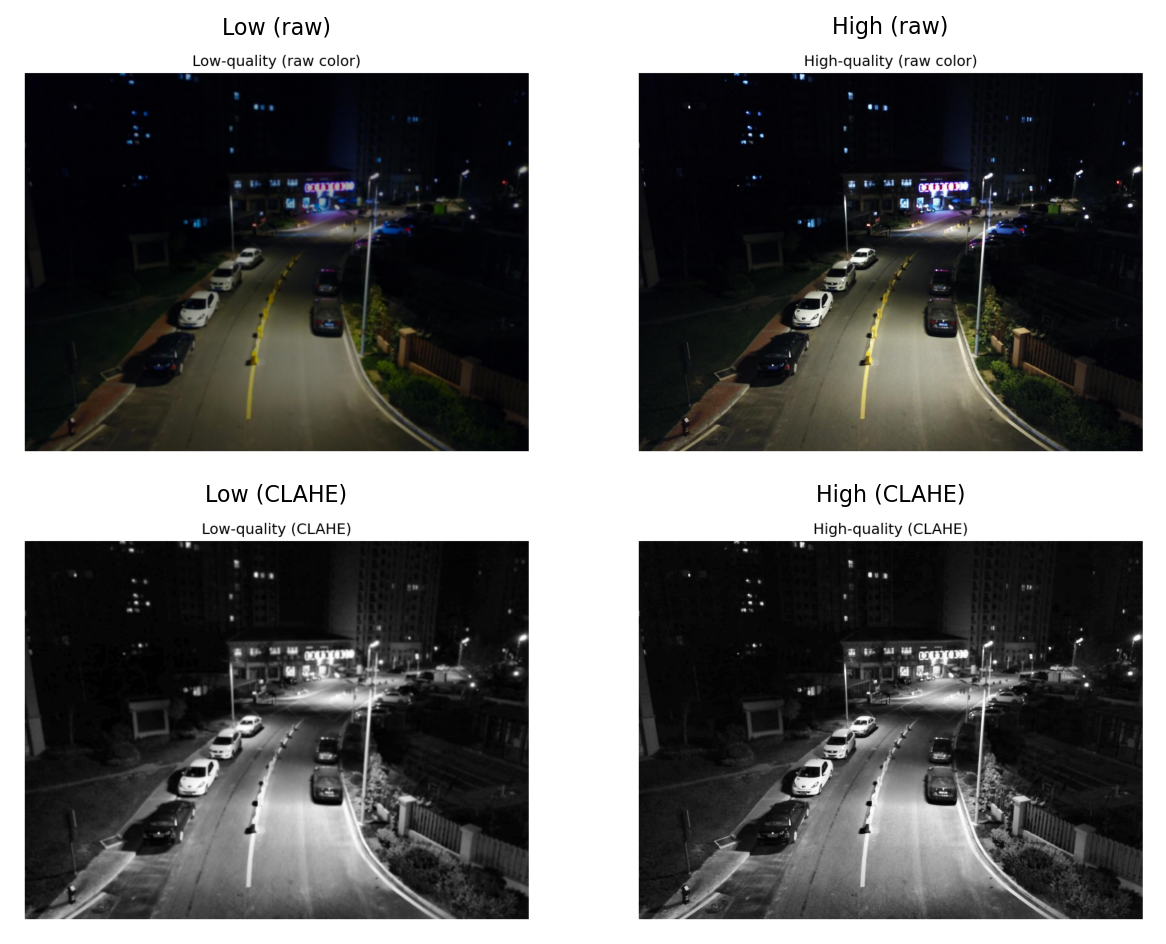 Low (raw)
High (raw)
Low-quality (raw color)
High-quality (raw color)
Low (CLAHE)
High (CLAHE)
Low-quality (CLAHE)
High-quality (CLAHE)